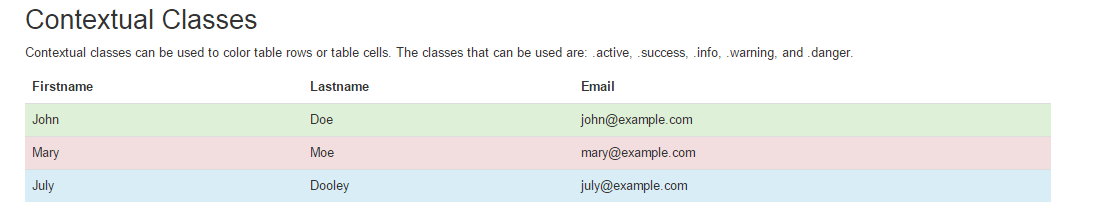 Contextual Classes
Contextual classes can be used to color table rows or table cells. The classes that can be used are: .active, .success, .info, .warning, and .danger.
Firstname Lastname Email
John Doe john@example.com
Mary Moe mary@example.com
July Dooley july@example.com